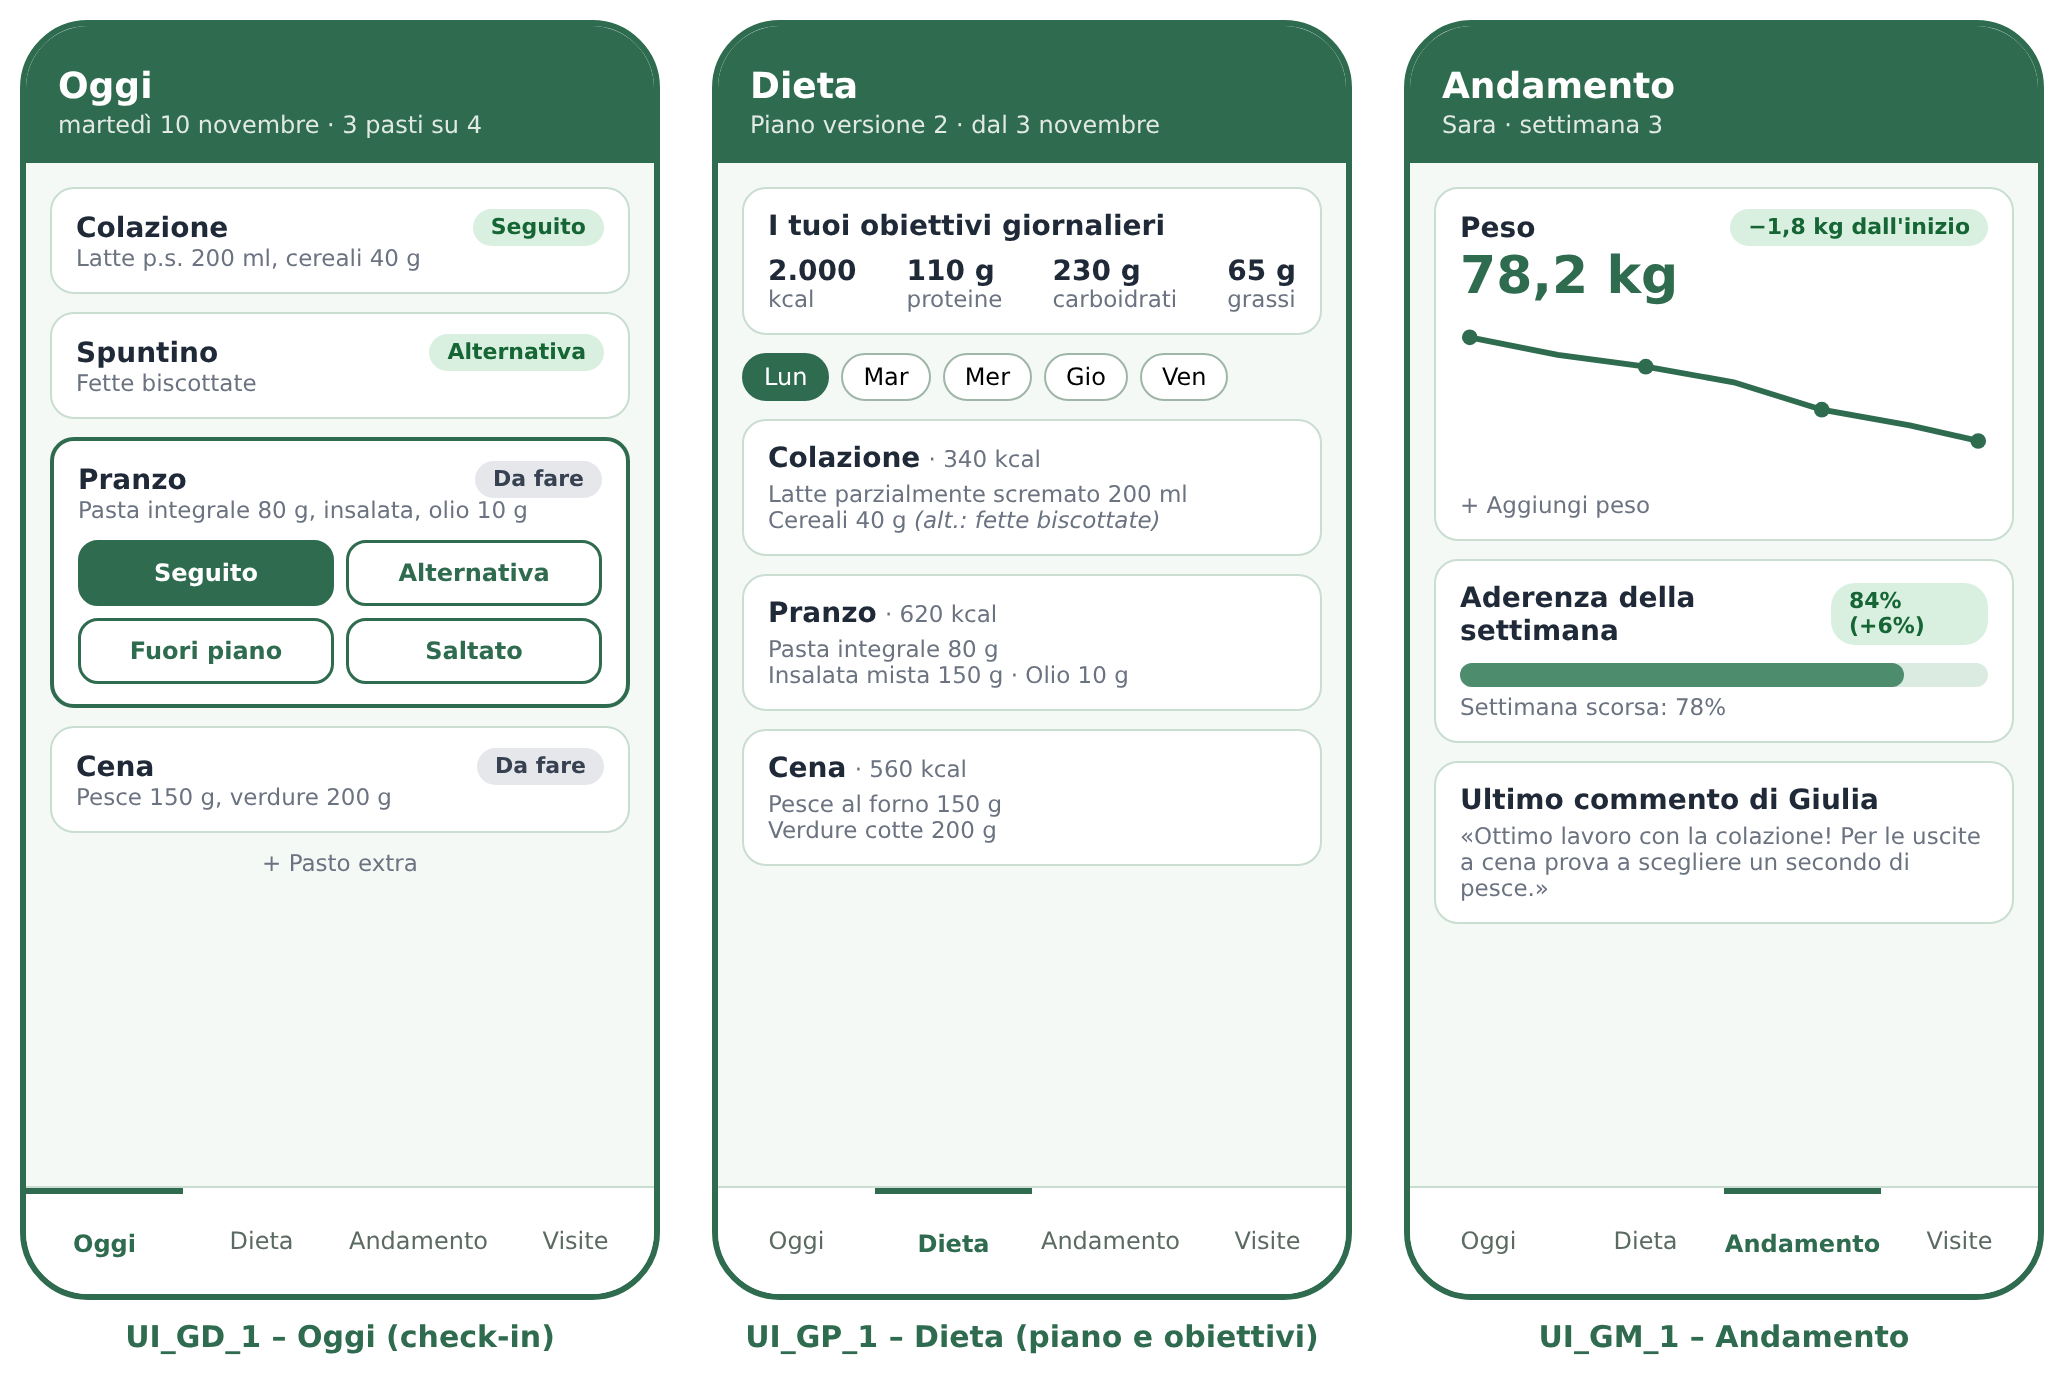 Oggi
martedì 10 novembre · 3 pasti su 4
Colazione
Seguito
Latte p.s. 200 ml, cereali 40 g
Spuntino
Alternativa
Fette biscottate
Pranzo
Da fare
Pasta integrale 80 g, insalata, olio 10 g
Seguito
Alternativa
Fuori piano
Saltato
Cena
Da fare
Pesce 150 g, verdure 200 g
+ Pasto extra
Oggi
Dieta
Andamento
Visite
UI_GD_1 – Oggi (check-in)
Dieta
Piano versione 2 · dal 3 novembre
I tuoi obiettivi giornalieri
2.000
kcal
110 g
proteine
230 g
carboidrati
65 g
grassi
Lun
Mar
Mer
Gio
Ven
Colazione · 340 kcal
Latte parzialmente scremato 200 ml
Cereali 40 g (alt.: fette biscottate)
Pranzo · 620 kcal
Pasta integrale 80 g
Insalata mista 150 g · Olio 10 g
Cena · 560 kcal
Pesce al forno 150 g
Verdure cotte 200 g
Oggi
Dieta
Andamento
Visite
UI_GP_1 – Dieta (piano e obiettivi)
Andamento
Sara · settimana 3
Peso
−1,8 kg dall'inizio
78,2 kg
+ Aggiungi peso
Aderenza della
settimana
84%
(+6%)
Settimana scorsa: 78%
Ultimo commento di Giulia
«Ottimo lavoro con la colazione! Per le uscite
a cena prova a scegliere un secondo di
pesce.»
Oggi
Dieta
Andamento
Visite
UI_GM_1 – Andamento